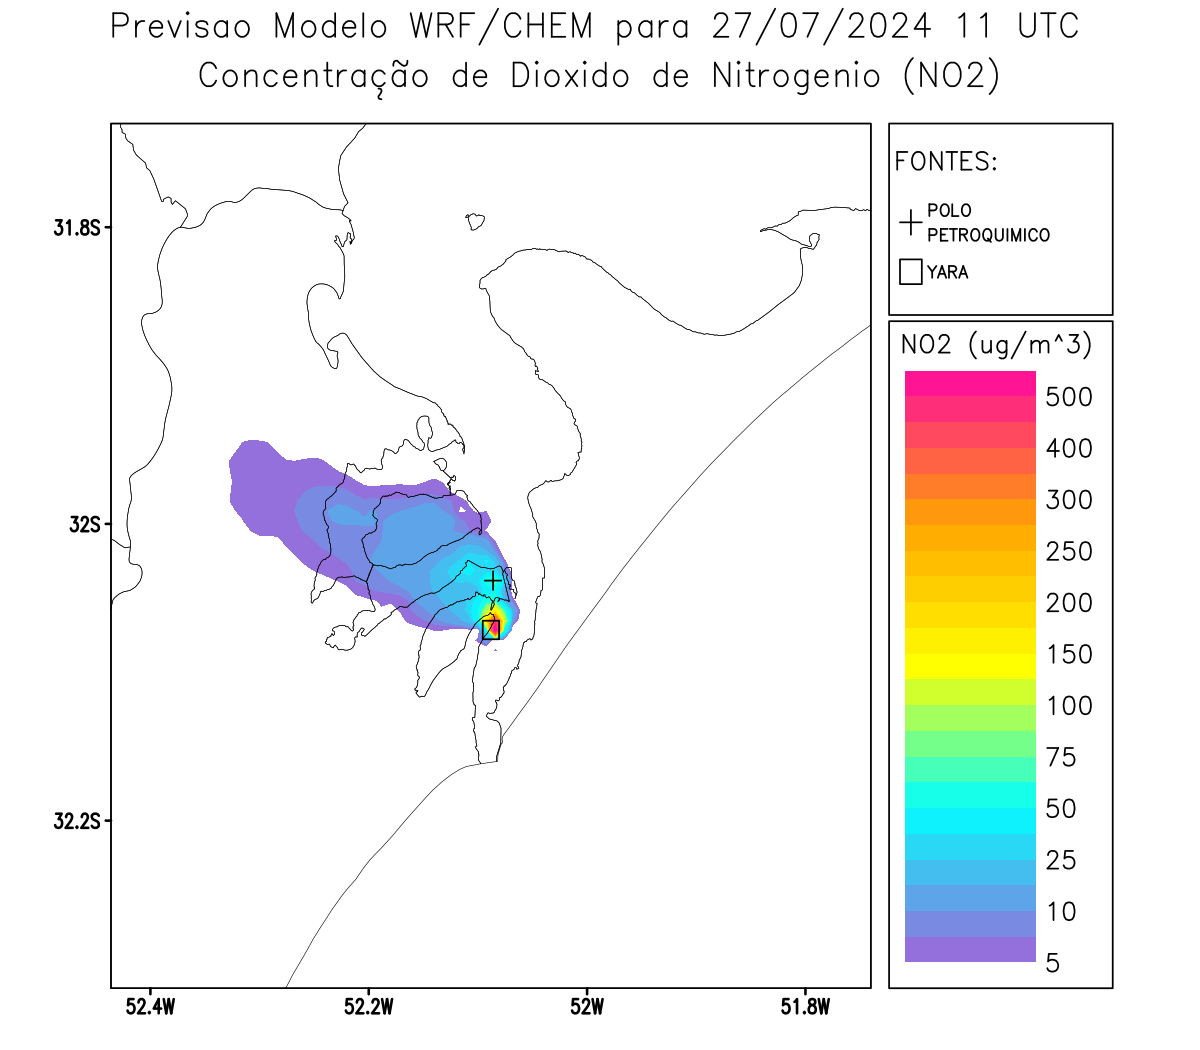 Previsao Modelo WRF/CHEM para 27/07/2024 11 UTC
Concentração de Dioxido de Nitrogenio (NO2)
FONTES:
POLO
PETROQUIMICO
YARA
NO2 (ug/m^3)
500
400
300
250
200
150
100
75
50
25
10
5
31.8S
32S
32.2S
52.4W
52.2W
52W
51.8W